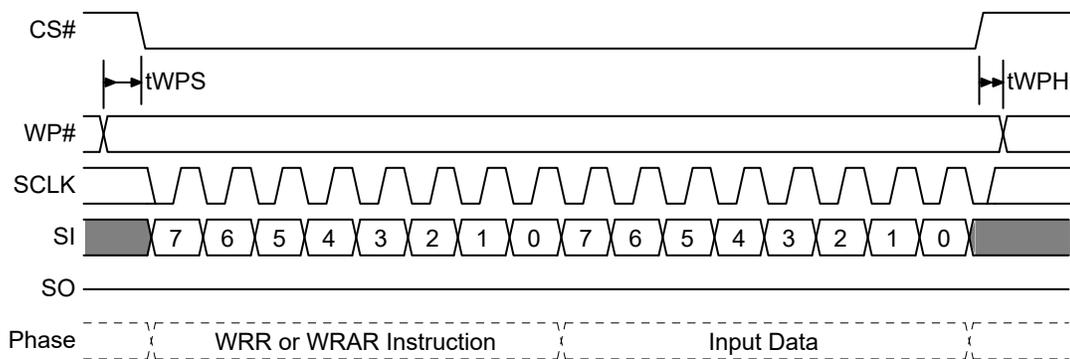 CS#
tWPS tWPH
WP#
SCLK
SI 7 6 5 4 3 2 1 0 7 6 5 4 3 2 1 0
SO
Phase WRR or WRAR Instruction Input Data